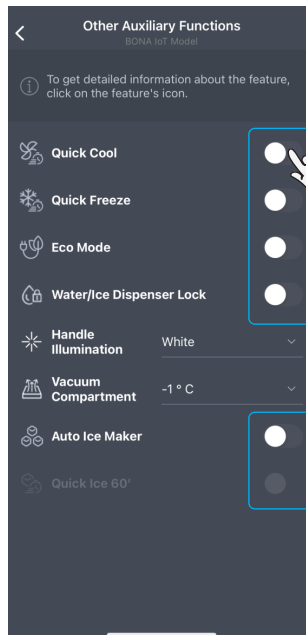 Other Auxiliary Functions
BONA IoT Model
To get detailed information about the feature,
click on the feature's icon.
Quick Cool
Quick Freeze
Eco Mode
Water/Ice Dispenser Lock
Handle
Illumination
White
Vacuum
Compartment
-1 ° C
Auto Ice Maker
Quick Ice 60'